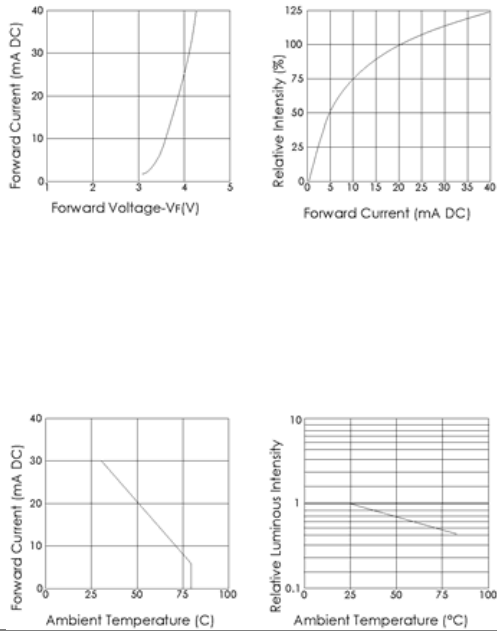 Forward Current (mA DC)
40
30
20
10
0
1 2 3 4 5
Forward Voltage-VF(V)
Relative Intensity (%)
125
100
75
50
25
0
0 5 10 15 20 25 30 35 40
Forward Current (mA DC)
Forward Current (mA DC)
40
30
20
10
0
25 50 75 100
Ambient Temperature (C)
Relative Luminous Intensity
10
1
0.1
0 25 50 75 100
Ambient Temperature (°C)